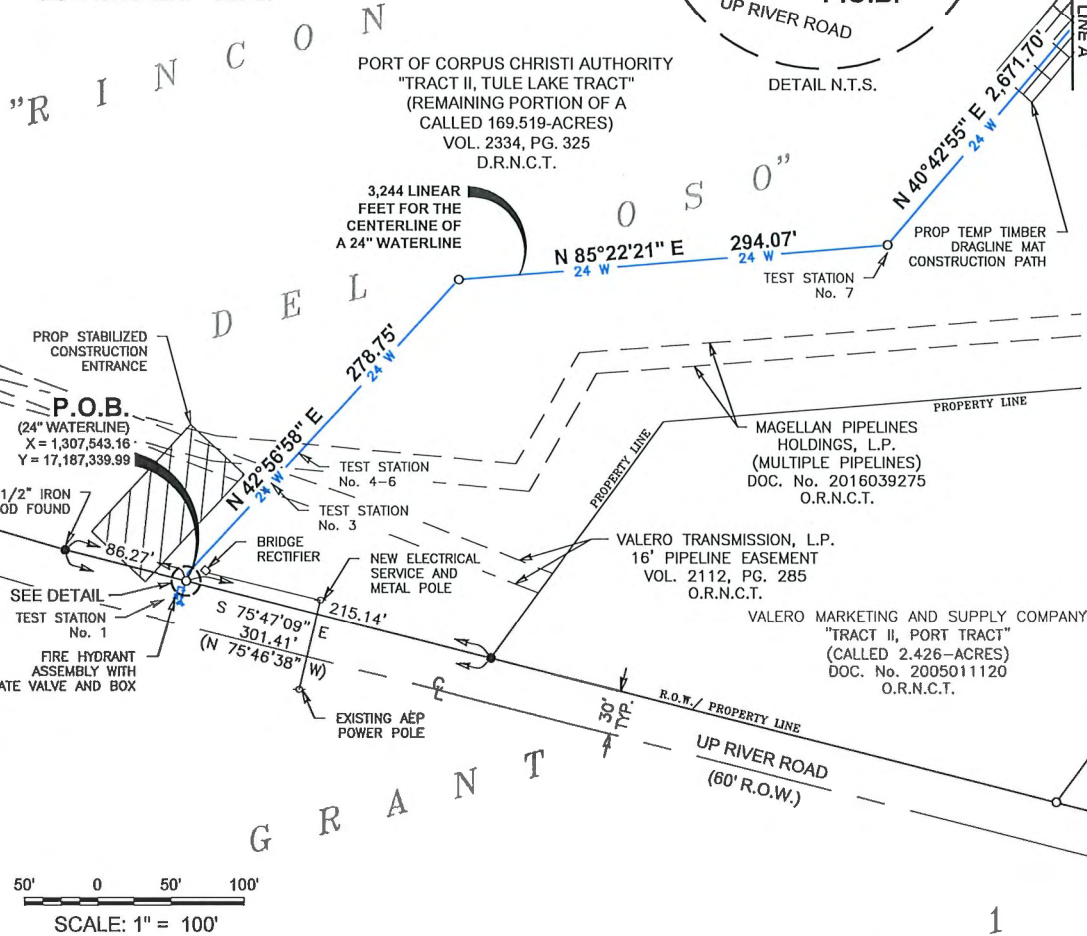 "RINCON
DEL
OSO"
GRANT
1
UP RIVER ROAD
DETAIL N.T.S.
LINE A
PORT OF CORPUS CHRISTI AUTHORITY
"TRACT II, TULE LAKE TRACT"
(REMAINING PORTION OF A
CALLED 169.519-ACRES)
VOL. 2334, PG. 325
D.R.N.C.T.
3,244 LINEAR
FEET FOR THE
CENTERLINE OF
A 24" WATERLINE
N 85°22'21" E 294.07'
24 W 24 W
N 40°42'55" E 2,671.70'
24 W
PROP TEMP TIMBER
DRAGLINE MAT
CONSTRUCTION PATH
TEST STATION
No. 7
PROP STABILIZED
CONSTRUCTION
ENTRANCE
N 42°56'58" E 278.75'
24 W 24 W
P.O.B.
(24" WATERLINE)
X = 1,307,543.16
Y = 17,187,339.99
TEST STATION
No. 4-6
TEST STATION
No. 3
1/2" IRON
OD FOUND
86.27'
BRIDGE
RECTIFIER
NEW ELECTRICAL
SERVICE AND
METAL POLE
SEE DETAIL
TEST STATION
No. 1
FIRE HYDRANT
ASSEMBLY WITH
ATE VALVE AND BOX
215.14'
S 75°47'09" E
301.41'
(N 75°46'38" W)
EXISTING AEP
POWER POLE
PROPERTY LINE
PROPERTY LINE
MAGELLAN PIPELINES
HOLDINGS, L.P.
(MULTIPLE PIPELINES)
DOC. No. 2016039275
O.R.N.C.T.
VALERO TRANSMISSION, L.P.
16' PIPELINE EASEMENT
VOL. 2112, PG. 285
O.R.N.C.T.
VALERO MARKETING AND SUPPLY COMPANY
"TRACT II, PORT TRACT"
(CALLED 2.426-ACRES)
DOC. No. 2005011120
O.R.N.C.T.
30'
TYP.
R.O.W./ PROPERTY LINE
UP RIVER ROAD
(60' R.O.W.)
50' 0 50' 100'
SCALE: 1" = 100'